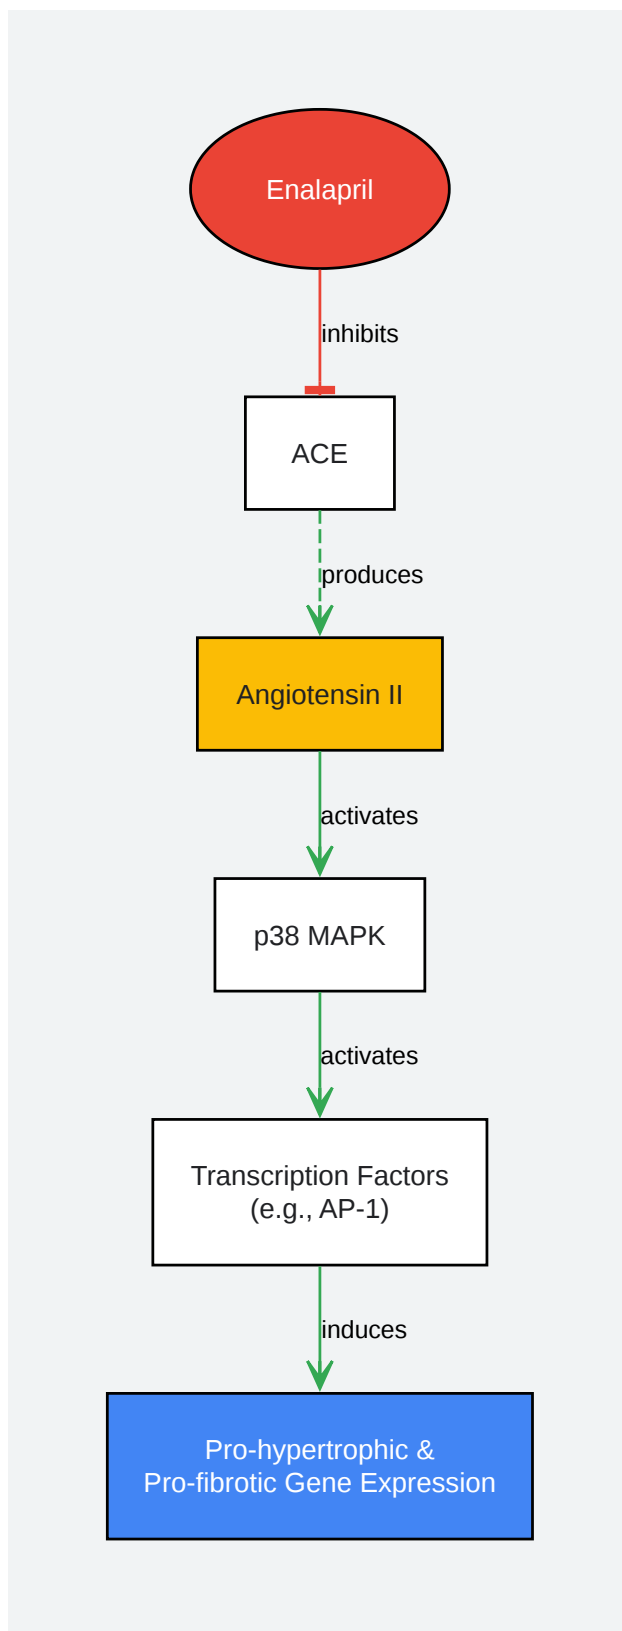 Enalapril
inhibits
ACE
produces
Angiotensin II
activates
p38 MAPK
activates
Transcription Factors
(e.g., AP-1)
induces
Pro-hypertrophic &
Pro-fibrotic Gene Expression